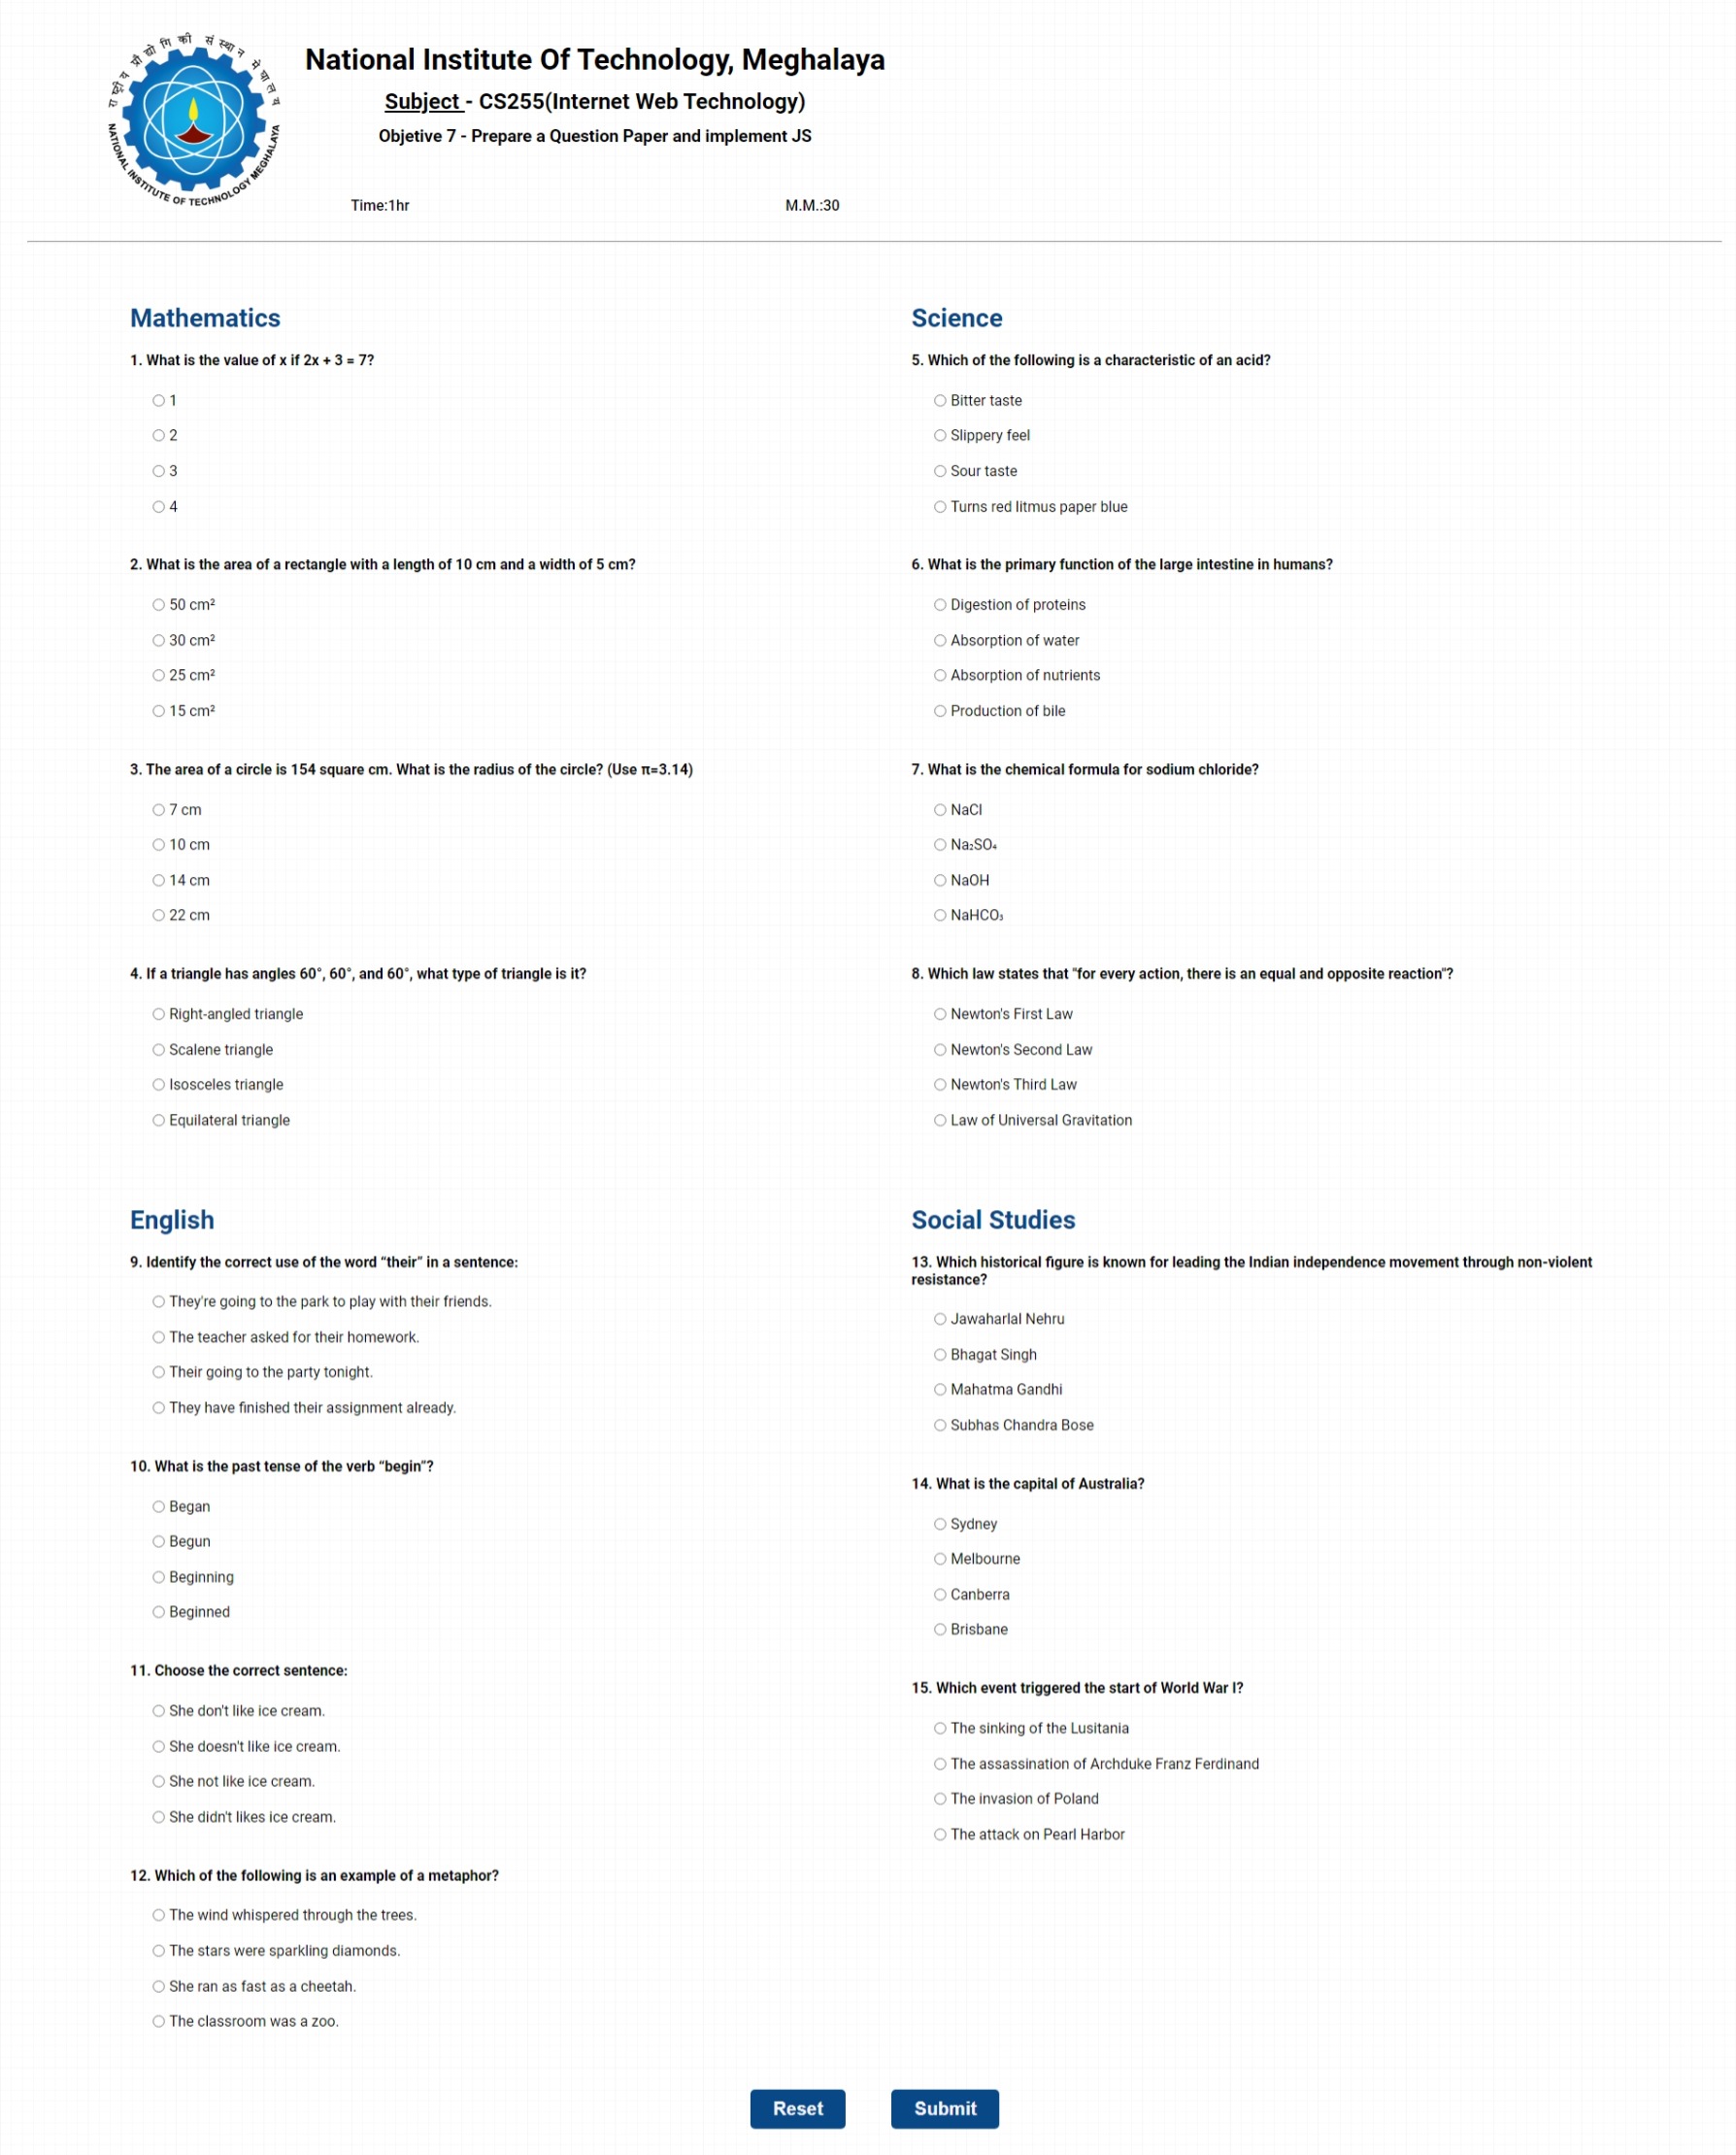 राष्ट्रीय प्रौद्योगिकी संस्थान मेघालय
NATIONAL INSTITUTE OF TECHNOLOGY MEGHALAYA
National Institute Of Technology, Meghalaya
Subject - CS255(Internet Web Technology)
Objetive 7 - Prepare a Question Paper and implement JS
Time:1hr
M.M.:30
Mathematics
1. What is the value of x if 2x + 3 = 7?
1
2
3
4
2. What is the area of a rectangle with a length of 10 cm and a width of 5 cm?
50 cm²
30 cm²
25 cm²
15 cm²
3. The area of a circle is 154 square cm. What is the radius of the circle? (Use π=3.14)
7 cm
10 cm
14 cm
22 cm
4. If a triangle has angles 60°, 60°, and 60°, what type of triangle is it?
Right-angled triangle
Scalene triangle
Isosceles triangle
Equilateral triangle
Science
5. Which of the following is a characteristic of an acid?
Bitter taste
Slippery feel
Sour taste
Turns red litmus paper blue
6. What is the primary function of the large intestine in humans?
Digestion of proteins
Absorption of water
Absorption of nutrients
Production of bile
7. What is the chemical formula for sodium chloride?
NaCl
Na₂SO₄
NaOH
NaHCO₃
8. Which law states that "for every action, there is an equal and opposite reaction"?
Newton's First Law
Newton's Second Law
Newton's Third Law
Law of Universal Gravitation
English
9. Identify the correct use of the word “their” in a sentence:
They're going to the park to play with their friends.
The teacher asked for their homework.
Their going to the party tonight.
They have finished their assignment already.
10. What is the past tense of the verb “begin”?
Began
Begun
Beginning
Beginned
11. Choose the correct sentence:
She don't like ice cream.
She doesn't like ice cream.
She not like ice cream.
She didn't likes ice cream.
12. Which of the following is an example of a metaphor?
The wind whispered through the trees.
The stars were sparkling diamonds.
She ran as fast as a cheetah.
The classroom was a zoo.
Social Studies
13. Which historical figure is known for leading the Indian independence movement through non-violent
resistance?
Jawaharlal Nehru
Bhagat Singh
Mahatma Gandhi
Subhas Chandra Bose
14. What is the capital of Australia?
Sydney
Melbourne
Canberra
Brisbane
15. Which event triggered the start of World War I?
The sinking of the Lusitania
The assassination of Archduke Franz Ferdinand
The invasion of Poland
The attack on Pearl Harbor
Reset
Submit